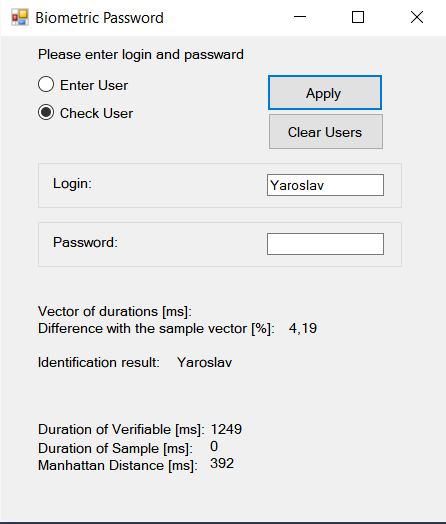 Biometric Password
Please enter login and passward
Enter User
Apply
Check User
Clear Users
Login:
Yaroslav
Password:
Vector of durations [ms]:
Difference with the sample vector [%]: 4,19
Identification result: Yaroslav
Duration of Verifiable [ms]: 1249
Duration of Sample [ms]: 0
Manhattan Distance [ms]: 392